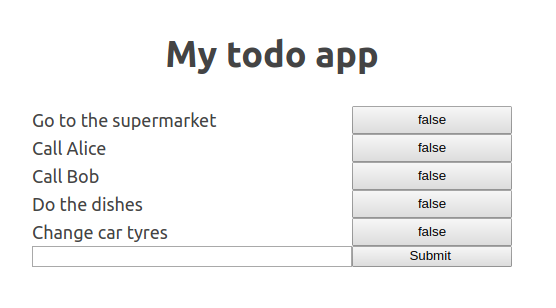 My todo app
Go to the supermarket false
Call Alice false
Call Bob false
Do the dishes false
Change car tyres false
Submit